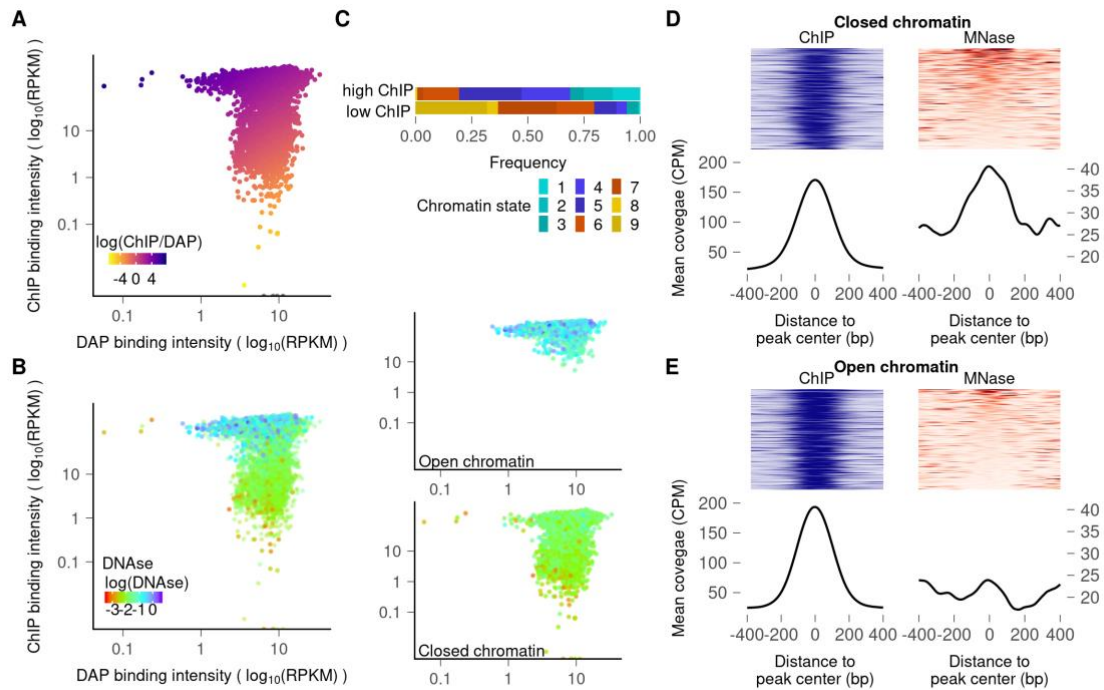 A
ChIP binding intensity ( log10(RPKM) )
10
1
0.1
log(ChIP/DAP)
-4 0 4
0.1 1 10
DAP binding intensity ( log10(RPKM) )
B
ChIP binding intensity ( log10(RPKM) )
10
1
0.1
DNAse
log(DNAse)
-3-2-1 0
0.1 1 10
DAP binding intensity ( log10(RPKM) )
C
high ChIP
low ChIP
0.00 0.25 0.50 0.75 1.00
Frequency
Chromatin state
1 4 7
2 5 8
3 6 9
10
1
0.1
Open chromatin
0.1 1 10
10
1
0.1
Closed chromatin
0.1 1 10
D
Closed chromatin
ChIP MNase
Mean covegae (CPM)
200
150
100
50
40
35
30
25
20
-400 -200 0 200 400
-400 -200 0 200 400
Distance to
peak center (bp)
Distance to
peak center (bp)
E
Open chromatin
ChIP MNase
Mean covegae (CPM)
200
150
100
50
40
35
30
25
20
-400 -200 0 200 400
-400 -200 0 200 400
Distance to
peak center (bp)
Distance to
peak center (bp)